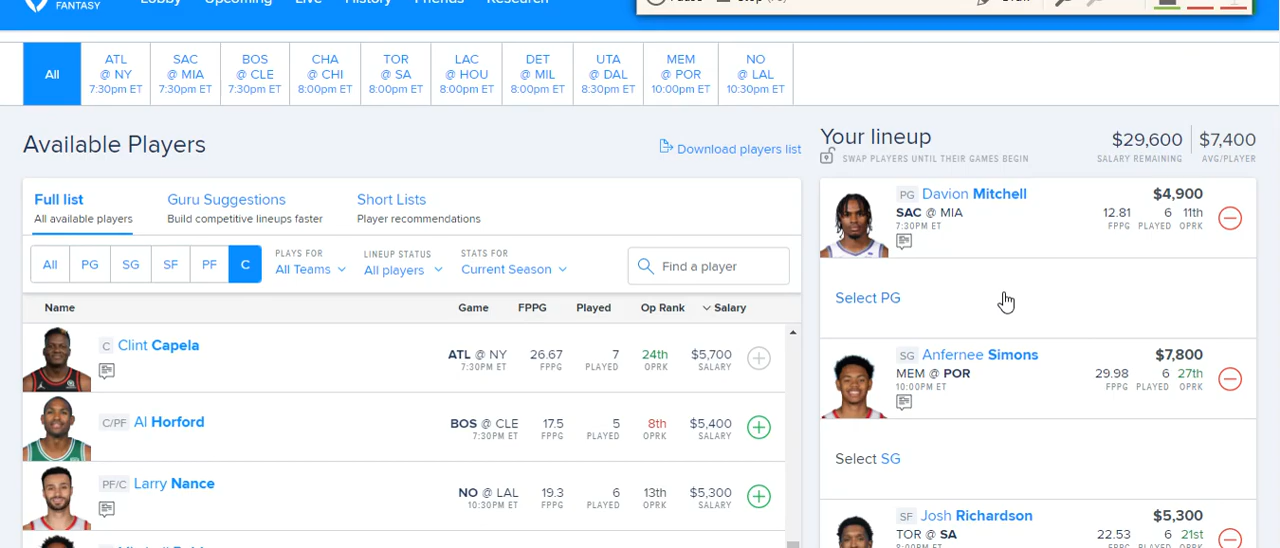 FANTASY
Lobby Upcoming Live History Friends Research
All
ATL @ NY 7:30pm ET
SAC @ MIA 7:30pm ET
BOS @ CLE 7:30pm ET
CHA @ CHI 8:00pm ET
TOR @ SA 8:00pm ET
LAC @ HOU 8:00pm ET
DET @ MIL 8:00pm ET
UTA @ DAL 8:30pm ET
MEM @ POR 10:00pm ET
NO @ LAL 10:30pm ET
Available Players
Download players list
Full list
All available players
Guru Suggestions
Build competitive lineups faster
Short Lists
Player recommendations
All PG SG SF PF C
PLAYS FOR
All Teams
LINEUP STATUS
All players
STATS FOR
Current Season
Find a player
Name Game FPPG Played Op Rank Salary
C Clint Capela ATL @ NY 26.67 7 24th $5,700
7:30PM ET FPPG PLAYED OPRK SALARY
C/PF Al Horford BOS @ CLE 17.5 5 8th $5,400
7:30PM ET FPPG PLAYED OPRK SALARY
PF/C Larry Nance NO @ LAL 19.3 6 13th $5,300
10:30PM ET FPPG PLAYED OPRK SALARY
Your lineup
SWAP PLAYERS UNTIL THEIR GAMES BEGIN
$29,600 $7,400
SALARY REMAINING AVG/PLAYER
PG Davion Mitchell $4,900
SAC @ MIA 12.81 6 11th
7:30PM ET FPPG PLAYED OPRK
Select PG
SG Anfernee Simons $7,800
MEM @ POR 29.98 6 27th
10:00PM ET FPPG PLAYED OPRK
Select SG
SF Josh Richardson $5,300
TOR @ SA 22.53 6 21st